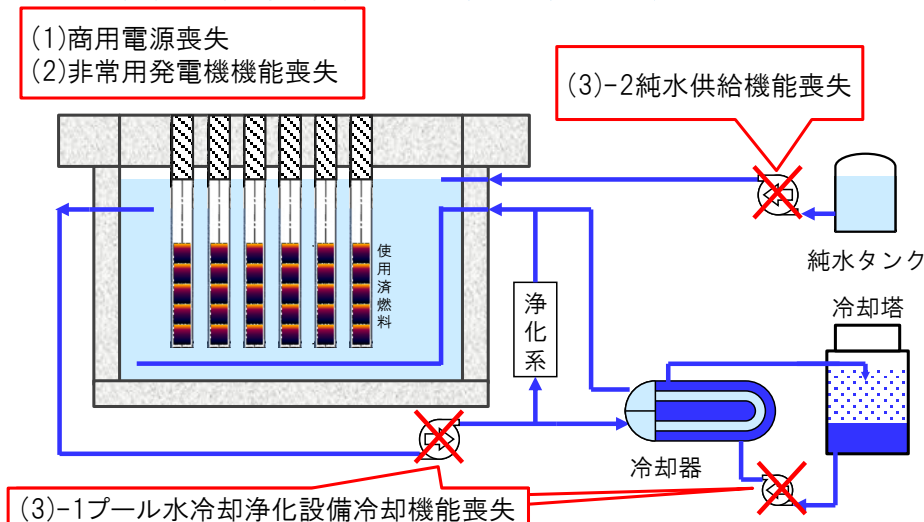 (1)商用電源喪失
(2)非常用発電機機能喪失
(3)-2純水供給機能喪失
純水タンク
使用済燃料
浄化系
冷却塔
冷却器
(3)-1プール水冷却浄化設備冷却機能喪失